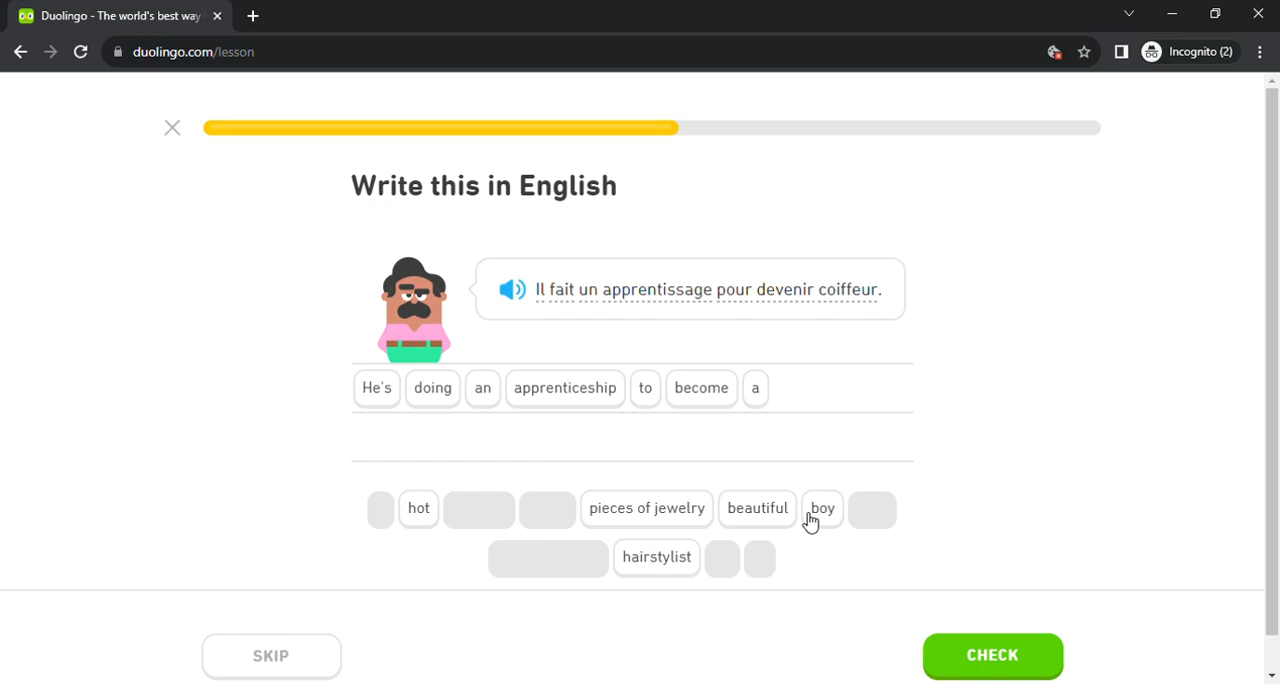 Duolingo - The world's best way
duolingo.com/lesson
Incognito (2)
Write this in English
Il fait un apprentissage pour devenir coiffeur.
He's doing an apprenticeship to become a
hot pieces of jewelry beautiful boy
hairstylist
SKIP
CHECK